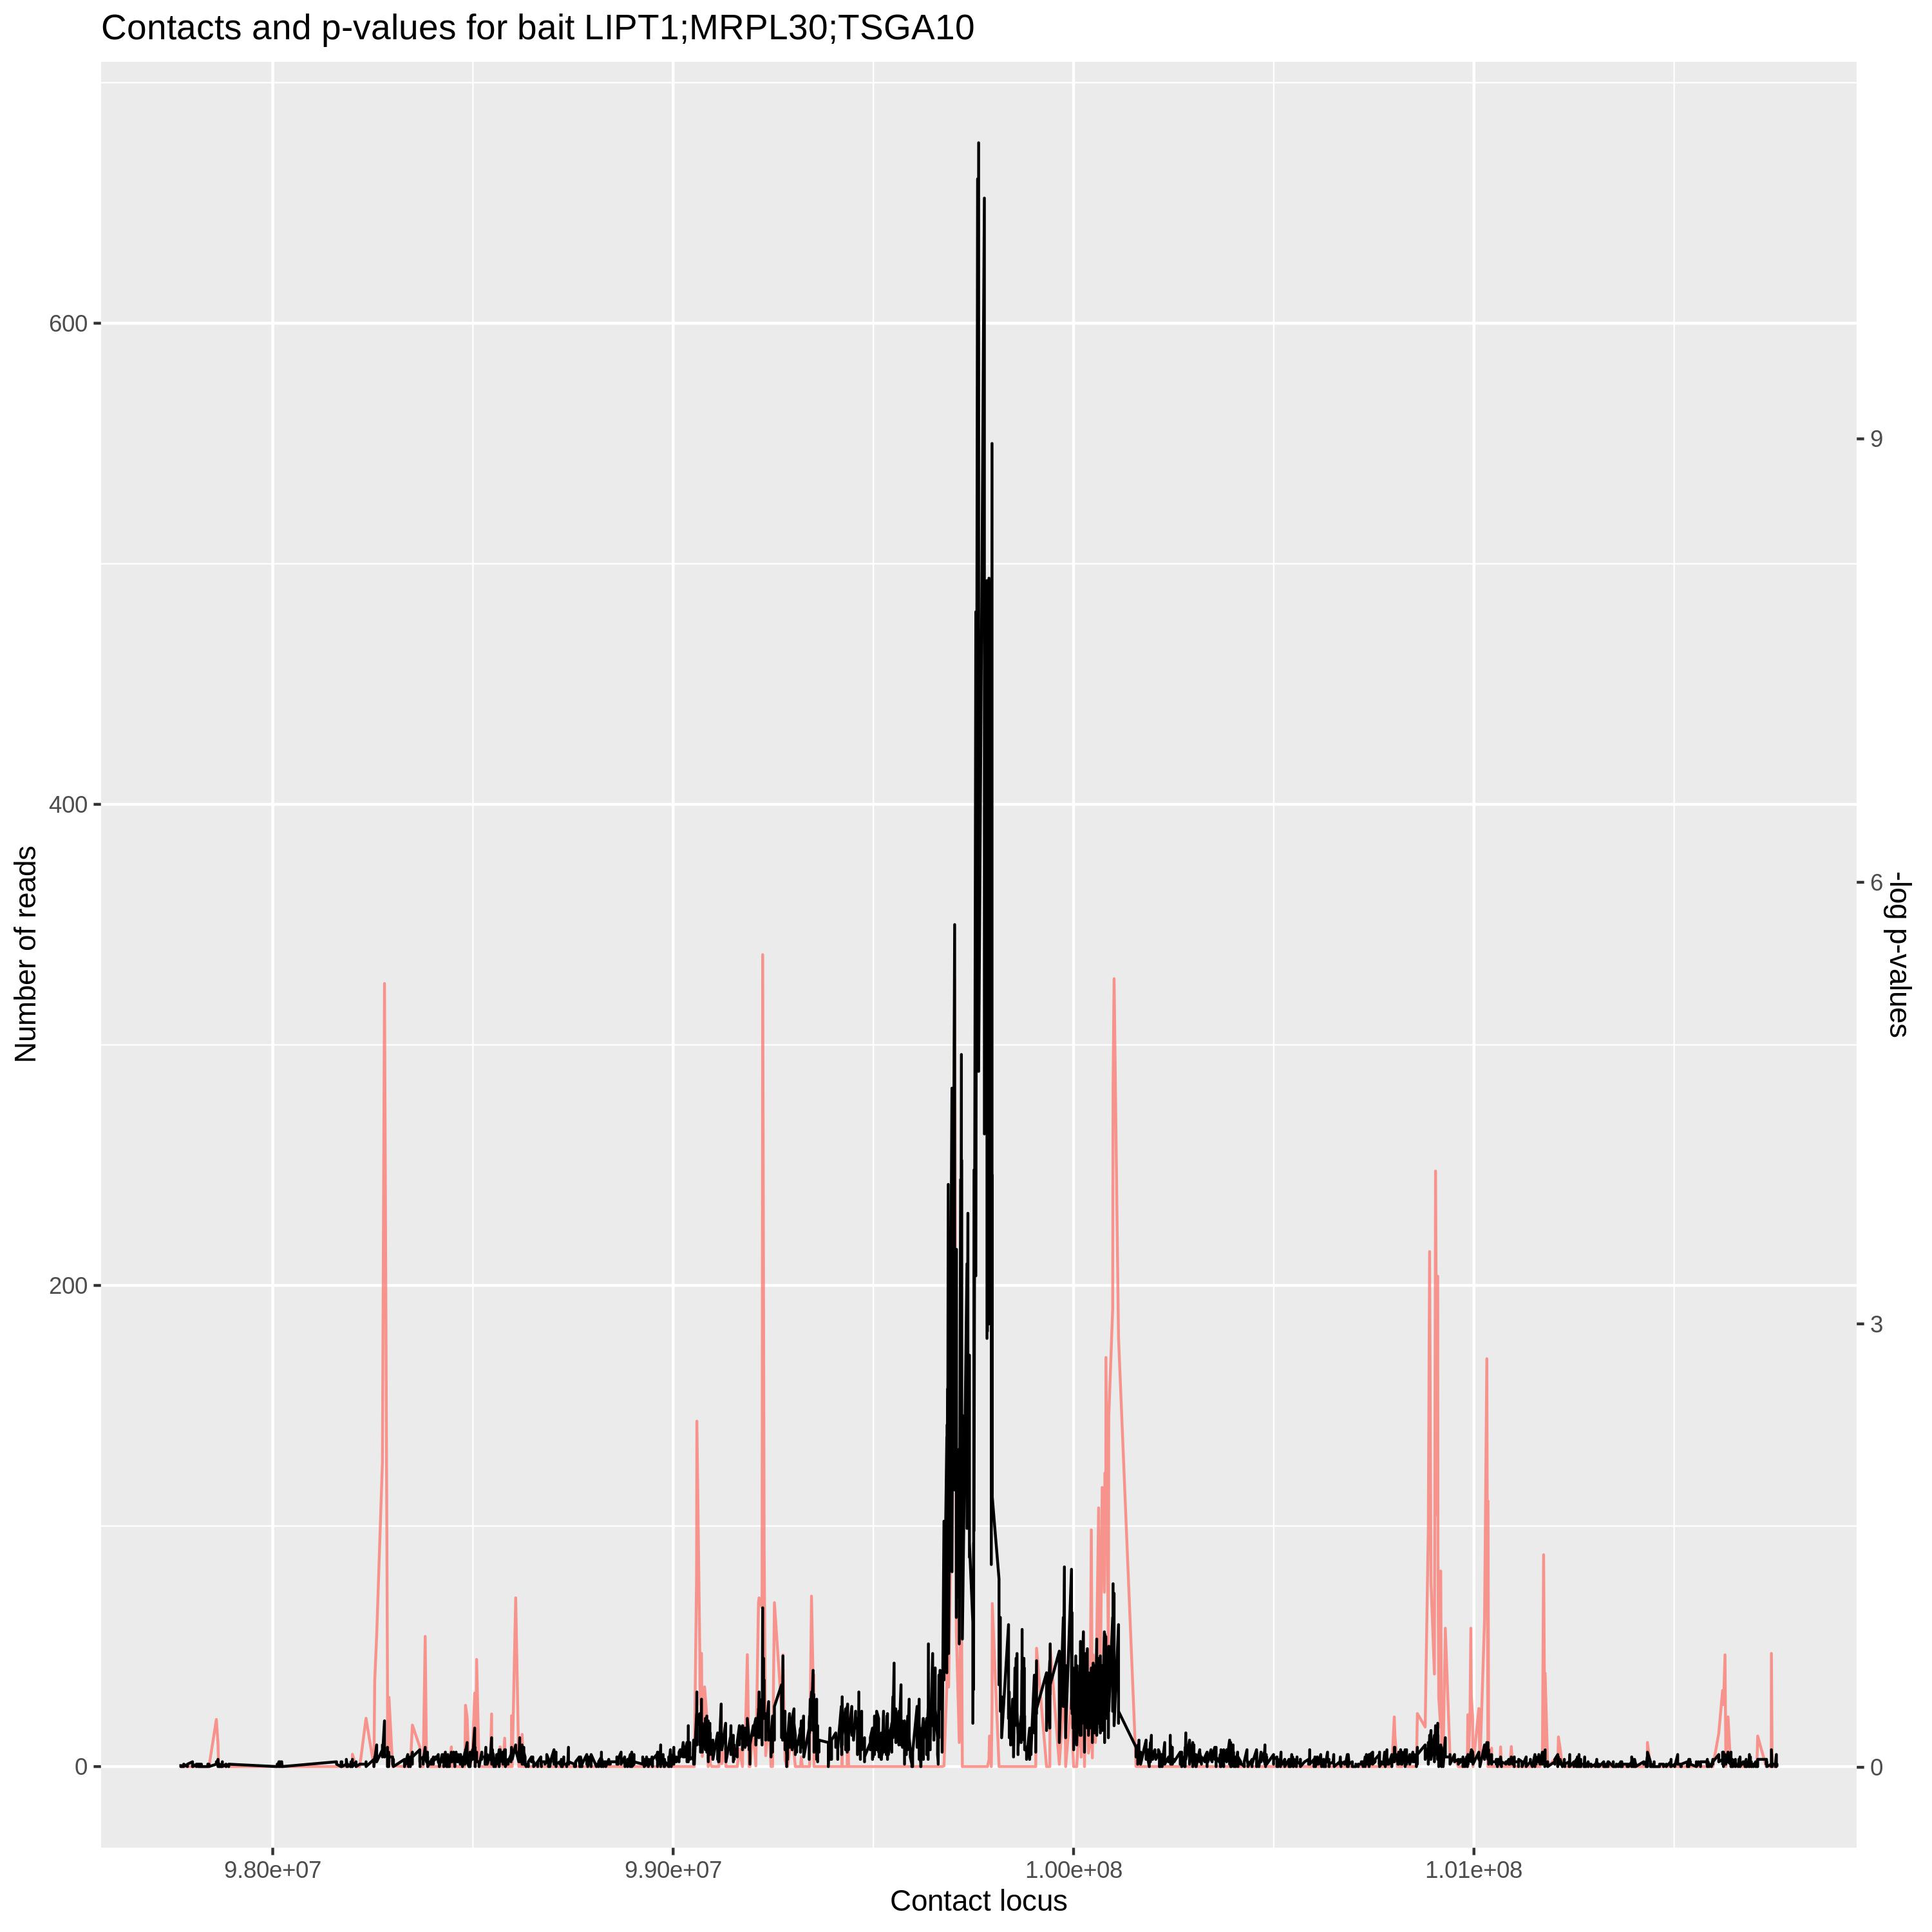 Contacts and p-values for bait LIPT1;MRPL30;TSGA10
600
400
200
0
Number of reads
9
6
3
0
-log p-values
9.80e+07
9.90e+07
1.00e+08
1.01e+08
Contact locus